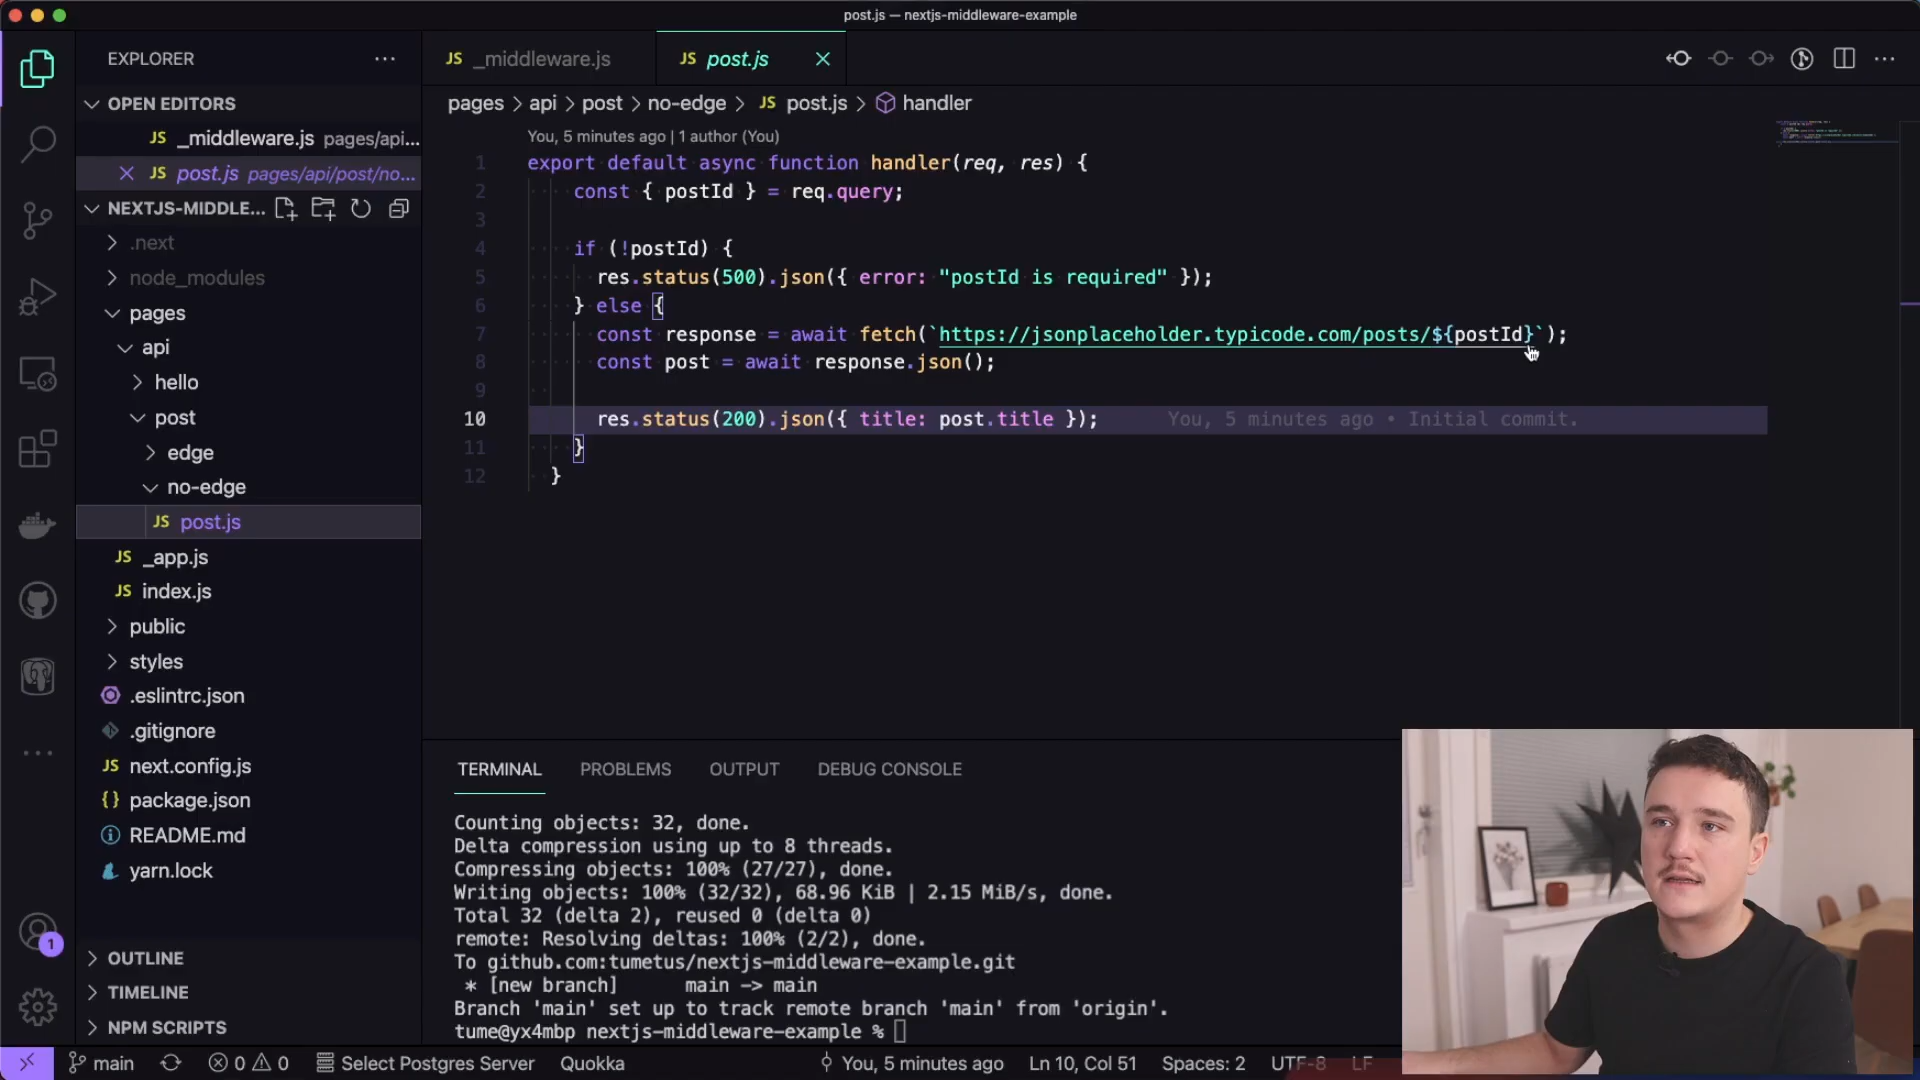 post.js — nextjs-middleware-example
EXPLORER
JS _middleware.js
JS post.js
OPEN EDITORS
JS _middleware.js pages/api...
JS post.js pages/api/post/no...
NEXTJS-MIDDLE...
.next
node_modules
pages
api
hello
post
edge
no-edge
JS post.js
JS _app.js
JS index.js
public
styles
.eslintrc.json
.gitignore
JS next.config.js
{} package.json
README.md
yarn.lock
OUTLINE
TIMELINE
NPM SCRIPTS
pages > api > post > no-edge > JS post.js > handler
You, 5 minutes ago | 1 author (You)
1 export default async function handler(req, res) {
2 const { postId } = req.query;
3
4 if (!postId) {
5 res.status(500).json({ error: "postId is required" });
6 } else {
7 const response = await fetch(`https://jsonplaceholder.typicode.com/posts/${postId}`);
8 const post = await response.json();
9
10 res.status(200).json({ title: post.title }); You, 5 minutes ago • Initial commit.
11 }
12 }
TERMINAL PROBLEMS OUTPUT DEBUG CONSOLE
Counting objects: 32, done.
Delta compression using up to 8 threads.
Compressing objects: 100% (27/27), done.
Writing objects: 100% (32/32), 68.96 KiB | 2.15 MiB/s, done.
Total 32 (delta 2), reused 0 (delta 0)
remote: Resolving deltas: 100% (2/2), done.
To github.com:tumetus/nextjs-middleware-example.git
* [new branch] main -> main
Branch 'main' set up to track remote branch 'main' from 'origin'.
tume@yx4mbp nextjs-middleware-example %
1
main 0 0 Select Postgres Server Quokka You, 5 minutes ago Ln 10, Col 51 Spaces: 2 UTF-8 LF